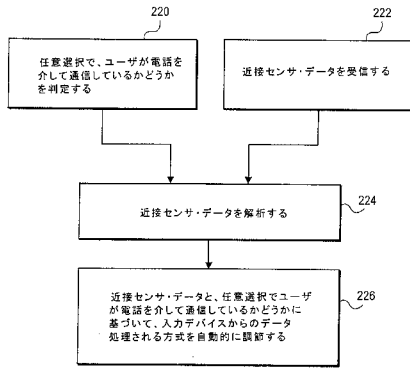 220
任意選択で、ユーザが電話を
介して通信しているかどうか
を判定する
222
近接センサ・データを受信する
224
近接センサ・データを解析する
226
近接センサ・データと、任意選択でユーザ
が電話を介して通信しているかどうかに
基づいて、入力デバイスからのデータ
処理される方式を自動的に調節する